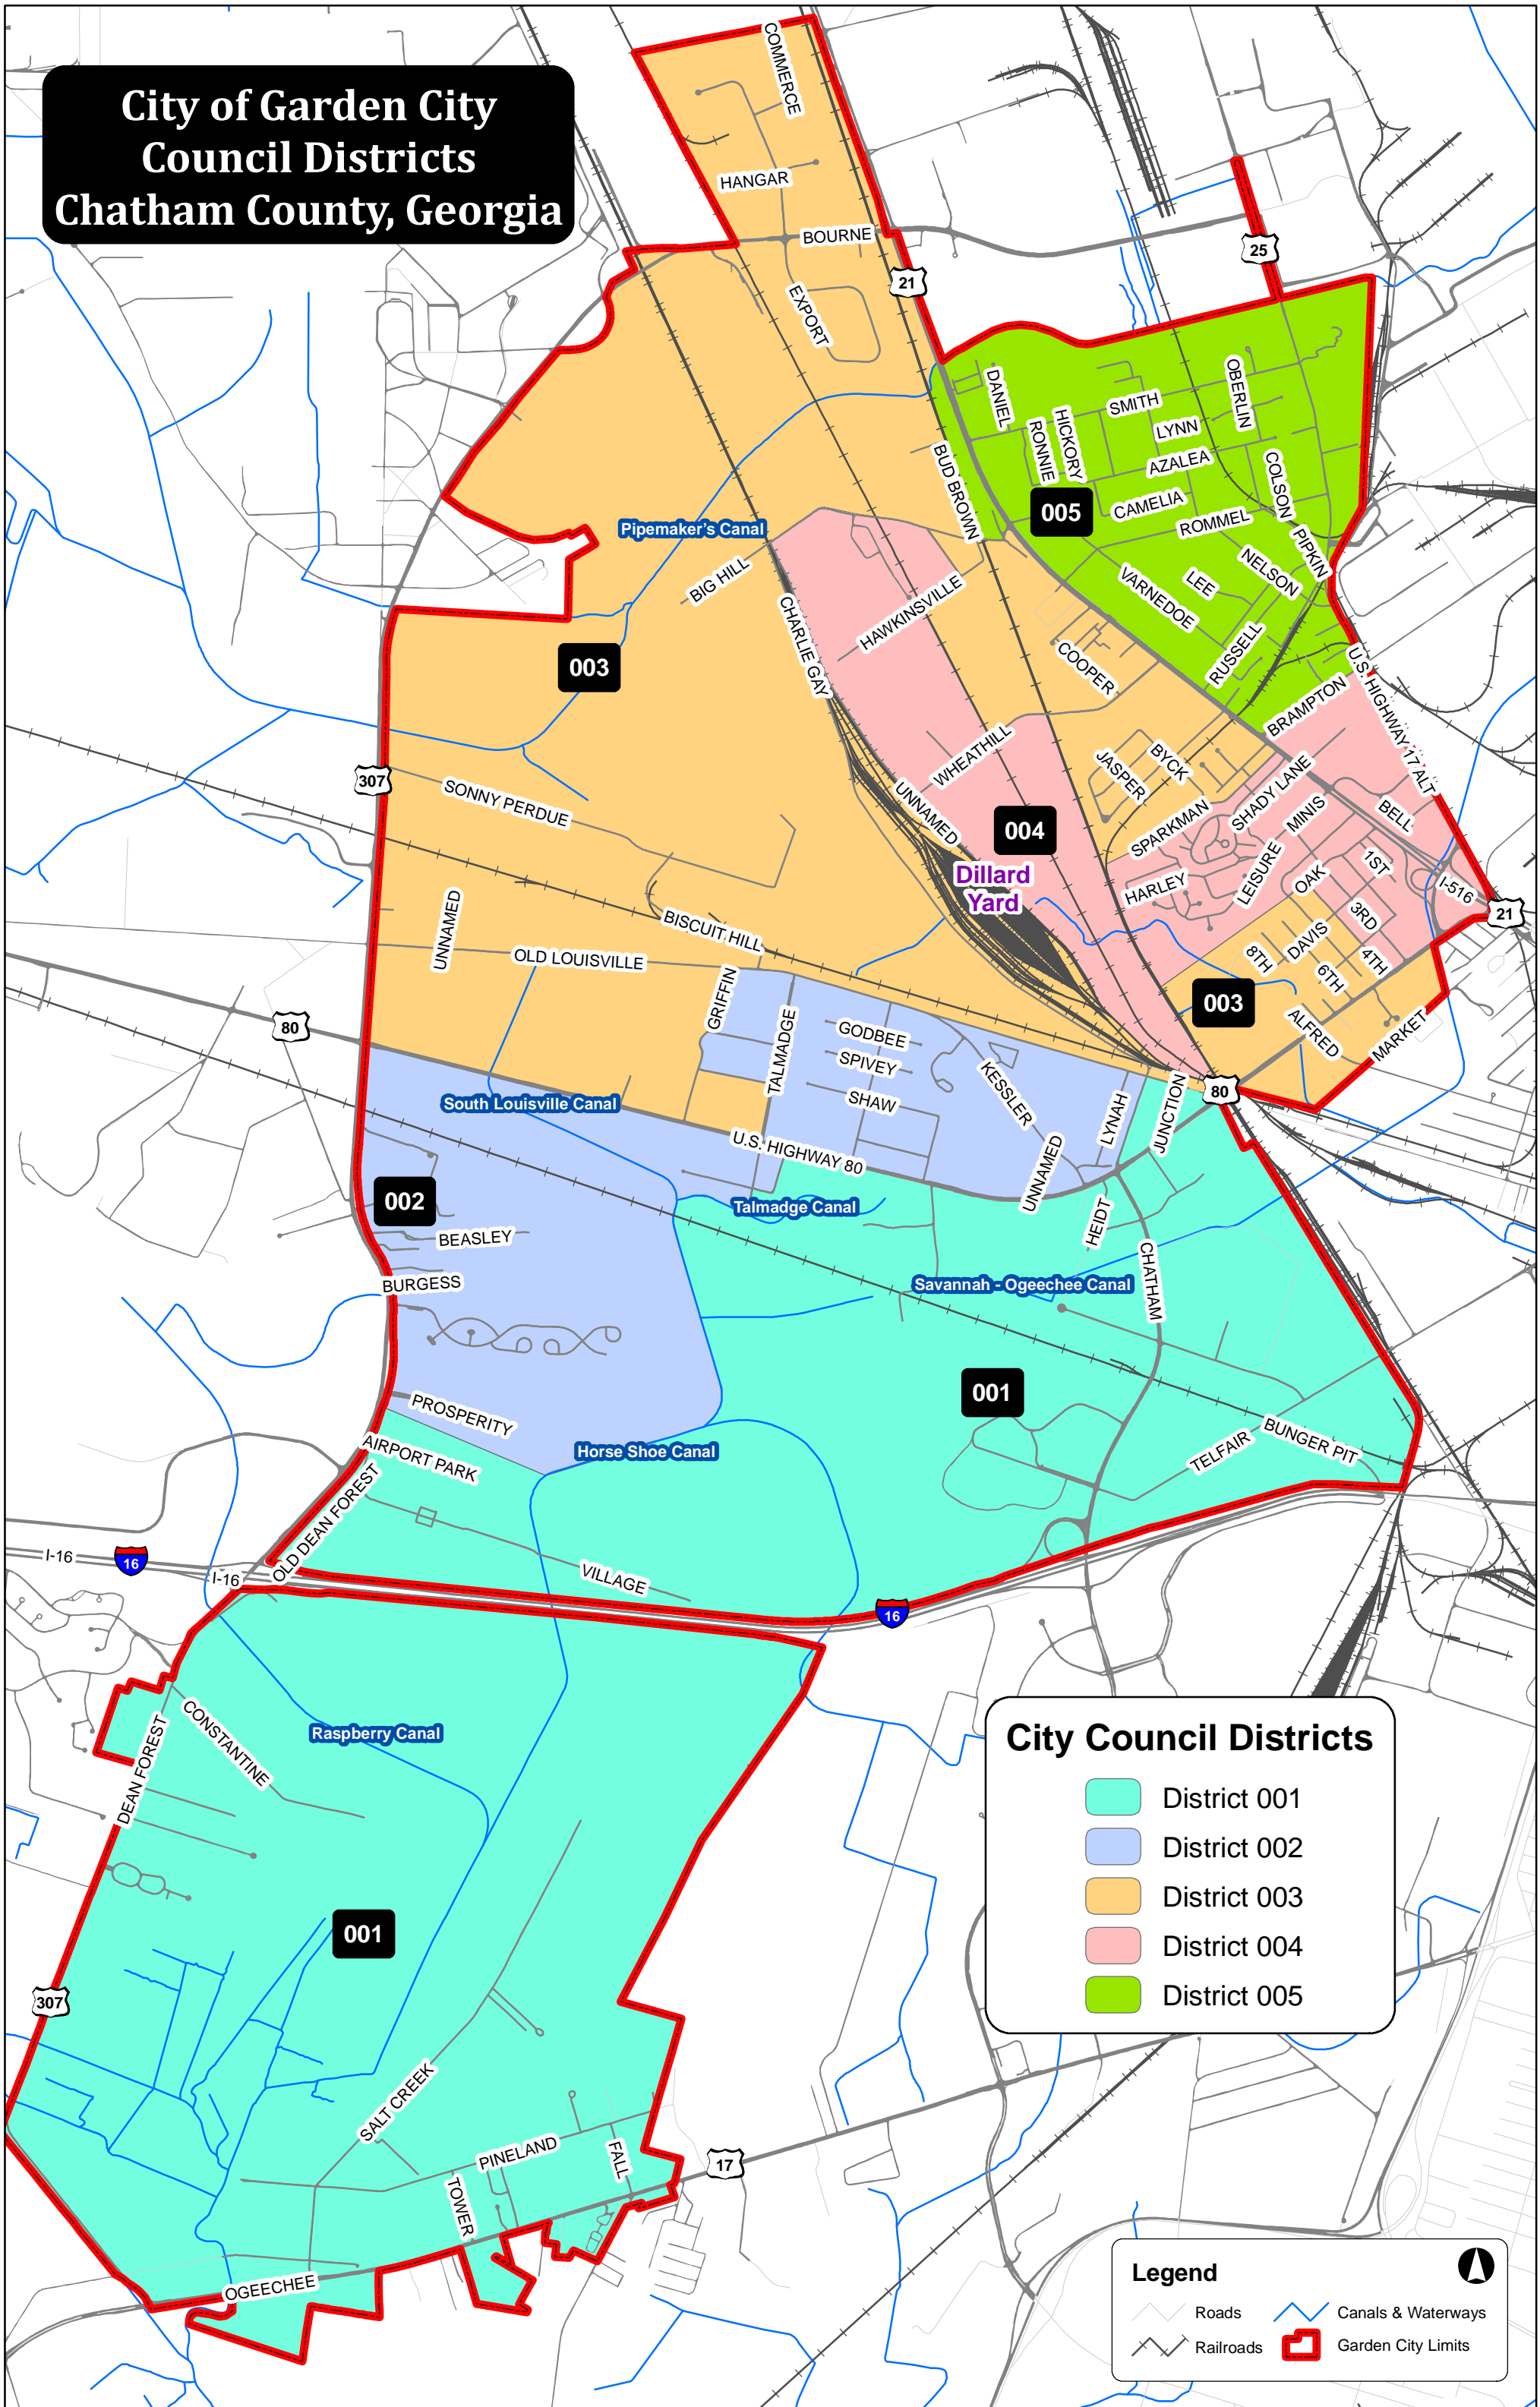 City of Garden City
Council Districts
Chatham County, Georgia
COMMERCE
HANGAR
BOURNE
25
21
EXPORT
DANIEL
OBERLIN
SMITH
HICKORY
RONNIE
LYNN
AZALEA
COLSON
BUD BROWN
005
CAMELIA
ROMMEL
Pipemaker's Canal
PIPKIN
NELSON
BIG HILL
LEE
VARNEDOE
HAWKINSVILLE
CHARLIE GAY
003
COOPER
RUSSELL
U.S. HIGHWAY 17 ALT
BRAMPTON
307
WHEATHILL
JASPER
BYCK
SONNY PERDUE
UNNAMED
SHADY LANE
004
SPARKMAN
MINIS
BELL
Dillard
Yard
HARLEY
LEISURE
OAK
1ST
I-516
21
3RD
BISCUIT HILL
UNNAMED
OLD LOUISVILLE
8TH
DAVIS
6TH
4TH
GRIFFIN
003
80
TALMADGE
GODBEE
ALFRED
MARKET
SPIVEY
KESSLER
SHAW
South Louisville Canal
LYNAH
JUNCTION
80
U.S. HIGHWAY 80
UNNAMED
002
Talmadge Canal
HEIDT
BEASLEY
CHATHAM
BURGESS
Savannah - Ogeechee Canal
001
PROSPERITY
AIRPORT PARK
Horse Shoe Canal
TELFAIR
BUNGER PIT
OLD DEAN FOREST
I-16
16
I-16
VILLAGE
16
CONSTANTINE
Raspberry Canal
DEAN FOREST
City Council Districts
District 001
District 002
District 003
District 004
District 005
001
307
SALT CREEK
PINELAND
FALL
17
TOWER
OGEECHEE
Legend
Roads
Canals & Waterways
Railroads
Garden City Limits